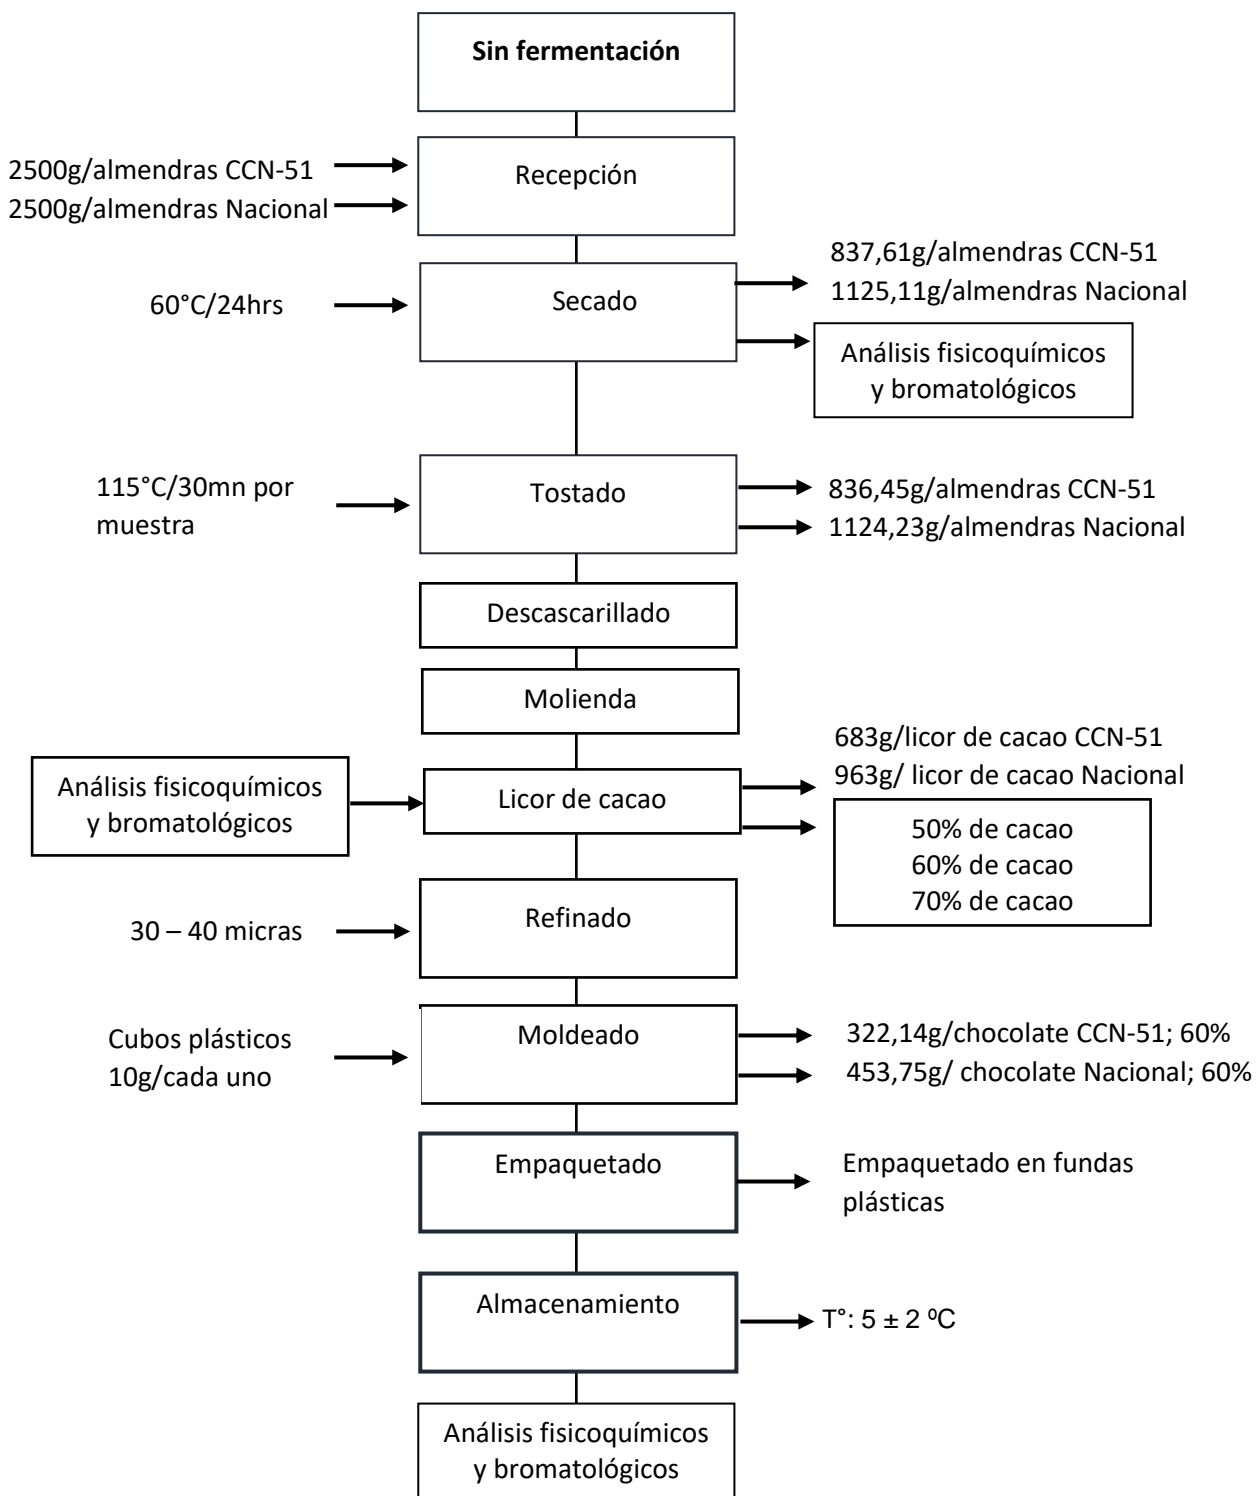 Sin fermentación
2500g/almendras CCN-51
2500g/almendras Nacional
Recepción
60°C/24hrs
Secado
837,61g/almendras CCN-51
1125,11g/almendras Nacional
Análisis fisicoquímicos
y bromatológicos
115°C/30mn por
muestra
Tostado
836,45g/almendras CCN-51
1124,23g/almendras Nacional
Descascarillado
Molienda
Análisis fisicoquímicos
y bromatológicos
Licor de cacao
683g/licor de cacao CCN-51
963g/ licor de cacao Nacional
50% de cacao
60% de cacao
70% de cacao
30 – 40 micras
Refinado
Cubos plásticos
10g/cada uno
Moldeado
322,14g/chocolate CCN-51; 60%
453,75g/ chocolate Nacional; 60%
Empaquetado
Empaquetado en fundas
plásticas
Almacenamiento
T°: 5 ± 2 ºC
Análisis fisicoquímicos
y bromatológicos